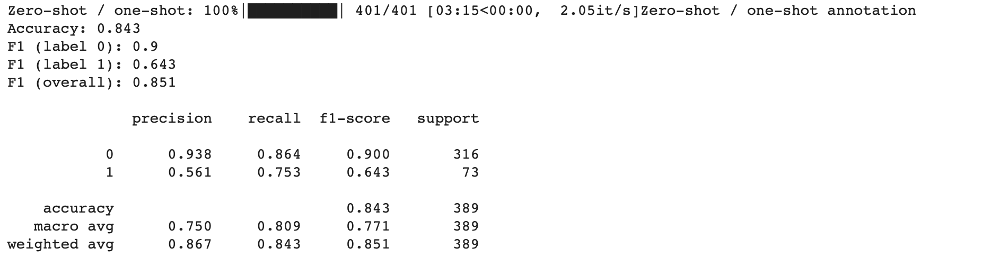 Zero-shot / one-shot: 100%|██████████| 401/401 [03:15<00:00,  2.05it/s]Zero-shot / one-shot annotation
Accuracy: 0.843
F1 (label 0): 0.9
F1 (label 1): 0.643
F1 (overall): 0.851
precision recall f1-score support
0 0.938 0.864 0.900 316
1 0.561 0.753 0.643 73
accuracy 0.843 389
macro avg 0.750 0.809 0.771 389
weighted avg 0.867 0.843 0.851 389